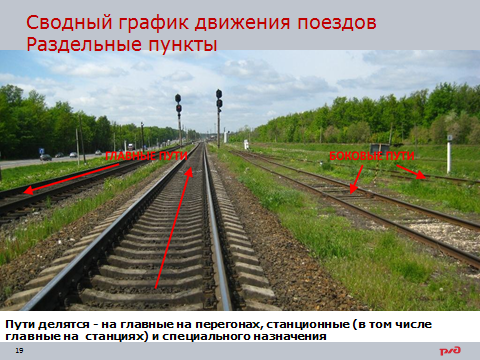 Сводный график движения поездов
Раздельные пункты
ГЛАВНЫЕ ПУТИ
БОКОВЫЕ ПУТИ
Пути делятся - на главные на перегонах, станционные (в том числе
главные на станциях) и специального назначения
19
ржд